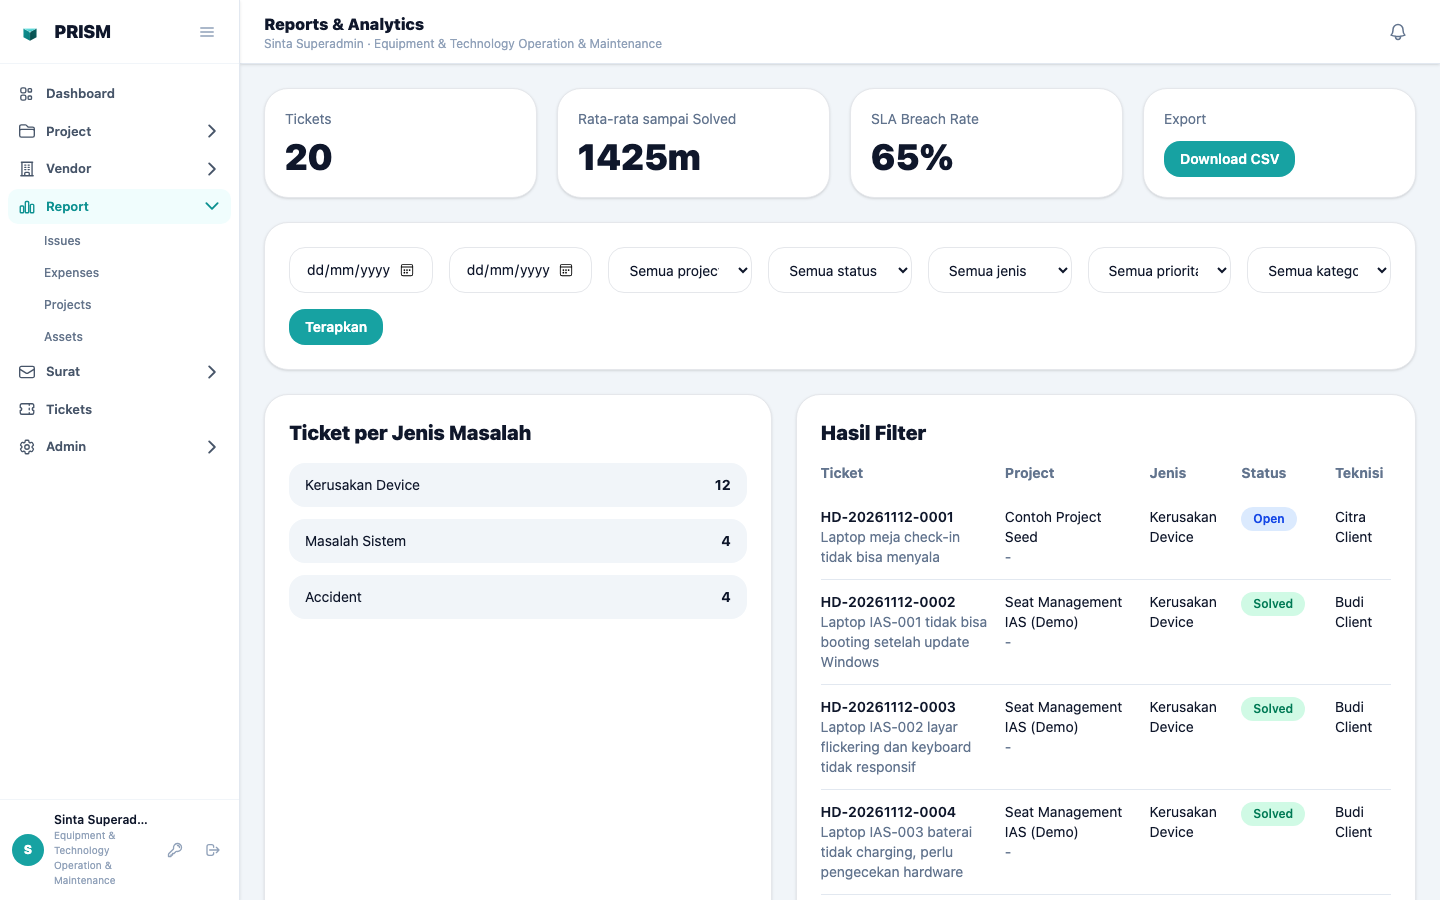 PRISM
Dashboard
Project
Vendor
Report
Issues
Expenses
Projects
Assets
Surat
Tickets
Admin
S
Sinta Superad...
Equipment &
Technology
Operation &
Maintenance
Reports & Analytics
Sinta Superadmin · Equipment & Technology Operation & Maintenance
Tickets
20
Rata-rata sampai Solved
1425m
SLA Breach Rate
65%
Export
Download CSV
dd/mm/yyyy
dd/mm/yyyy
Semua projec
Semua status
Semua jenis
Semua priorita
Semua katego
Terapkan
Ticket per Jenis Masalah
Kerusakan Device 12
Masalah Sistem 4
Accident 4
Hasil Filter
Ticket Project Jenis Status Teknisi
HD-20261112-0001 Contoh Project Kerusakan Open Citra
Laptop meja check-in Seed Device Client
tidak bisa menyala -
HD-20261112-0002 Seat Management Kerusakan Solved Budi
Laptop IAS-001 tidak bisa IAS (Demo) Device Client
booting setelah update -
Windows
HD-20261112-0003 Seat Management Kerusakan Solved Budi
Laptop IAS-002 layar IAS (Demo) Device Client
flickering dan keyboard -
tidak responsif
HD-20261112-0004 Seat Management Kerusakan Solved Budi
Laptop IAS-003 baterai IAS (Demo) Device Client
tidak charging, perlu -
pengecekan hardware